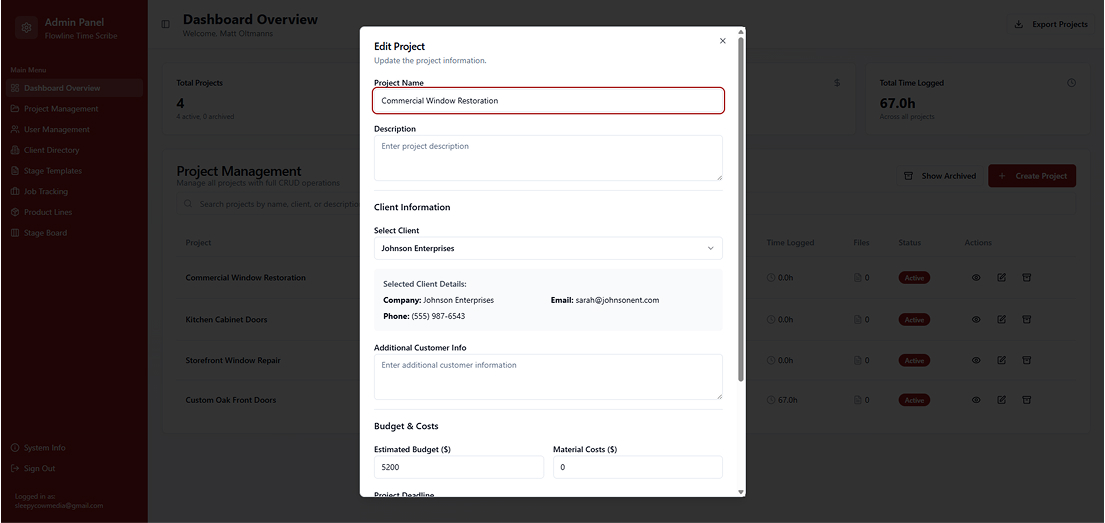 Admin Panel
Flowline Time Scribe
Main Menu
Dashboard Overview
Project Management
User Management
Client Directory
Stage Templates
Job Tracking
Product Lines
Stage Board
System Info
Sign Out
Logged in as:
sleepycowmedia@gmail.com
Dashboard Overview
Welcome, Matt Oltmanns
Export Projects
Total Projects
4
4 active, 0 archived
$
Total Time Logged
67.0h
Across all projects
Project Management
Manage all projects with full CRUD operations
Show Archived
+ Create Project
Search projects by name, client, or description
Project
Time Logged Files Status Actions
Commercial Window Restoration
0.0h 0 Active
Kitchen Cabinet Doors
0.0h 0 Active
Storefront Window Repair
0.0h 0 Active
Custom Oak Front Doors
67.0h 0 Active
Edit Project
Update the project information.
Project Name
Commercial Window Restoration
Description
Enter project description
Client Information
Select Client
Johnson Enterprises
Selected Client Details:
Company: Johnson Enterprises Email: sarah@johnsonent.com
Phone: (555) 987-6543
Additional Customer Info
Enter additional customer information
Budget & Costs
Estimated Budget ($) Material Costs ($)
5200 0
Project Deadline